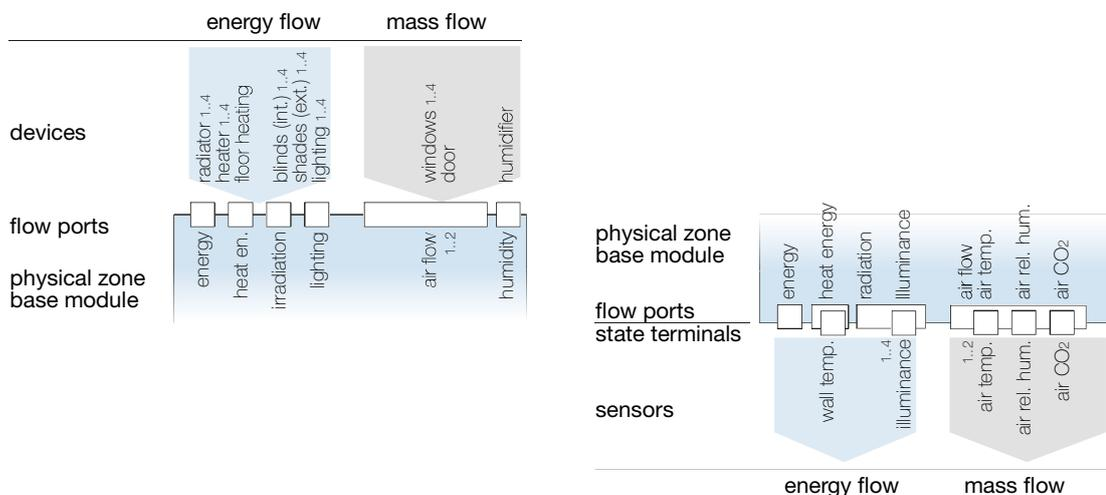 energy flow
mass flow
devices
radiator 1..4
heater 1..4
floor heating
blinds (int.) 1..4
shades (ext.) 1..4
lighting 1..4
windows 1..4
door
humidifier
flow ports
energy
heat en.
irradiation
lighting
air flow
1..2
humidity
physical zone
base module
physical zone
base module
energy
heat energy
radiation
Illuminance
air flow
air temp.
air rel. hum.
air CO2
flow ports
state terminals
sensors
wall temp.
1..4
illuminance
1..2
air temp.
air rel. hum.
air CO2
energy flow
mass flow